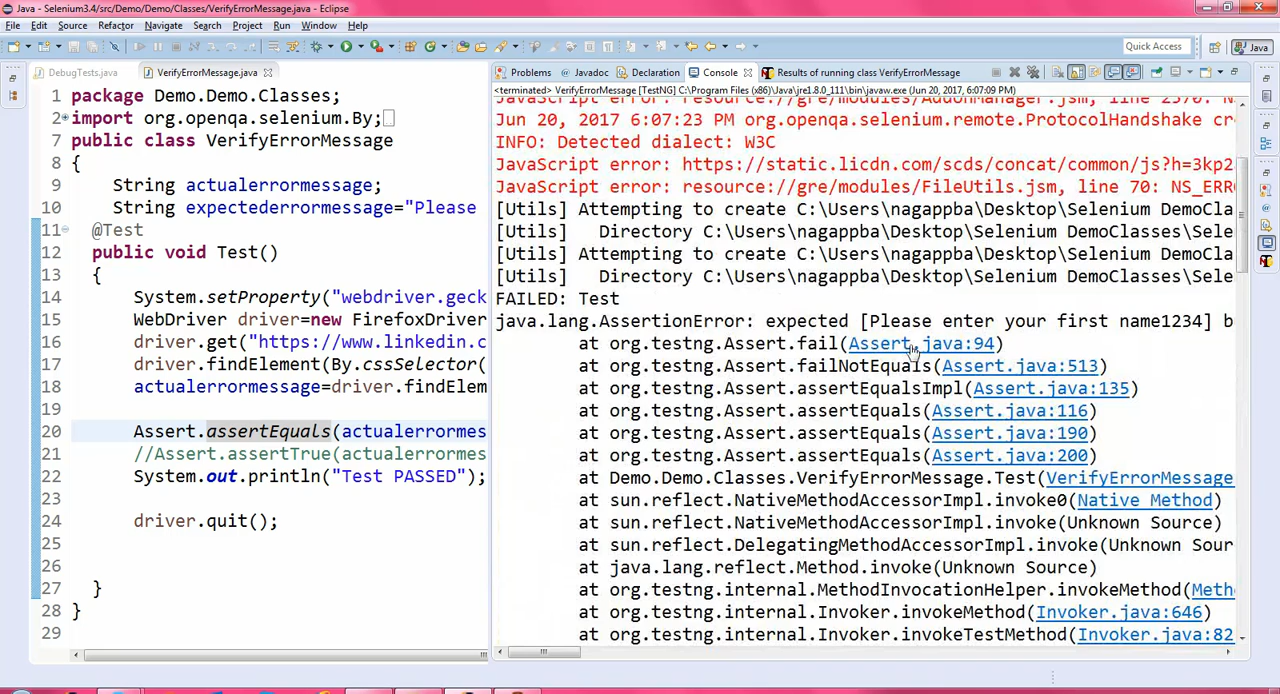 Java - Selenium3.4/src/Demo/Demo/Classes/VerifyErrorMessage.java - Eclipse
File Edit Source Refactor Navigate Search Project Run Window Help
Quick Access
Java
DebugTests.java
VerifyErrorMessage.java
1 package Demo.Demo.Classes;
2 import org.openqa.selenium.By;
7 public class VerifyErrorMessage
8 {
9 String actualerrormessage;
10 String expectederrormessage="Please
11 @Test
12 public void Test()
13 {
14 System.setProperty("webdriver.geck
15 WebDriver driver=new FirefoxDriver
16 driver.get("https://www.linkedin.c
17 driver.findElement(By.cssSelector(
18 actualerrormessage=driver.findElem
19
20 Assert.assertEquals(actualerrormes
21 //Assert.assertTrue(actualerrormes
22 System.out.println("Test PASSED");
23
24 driver.quit();
25
26
27 }
28 }
29
Problems Javadoc Declaration Console Results of running class VerifyErrorMessage
<terminated> VerifyErrorMessage [TestNG] C:\Program Files (x86)\Java\jre1.8.0_111\bin\javaw.exe (Jun 20, 2017, 6:07:09 PM)
JavaScript error: resource://gre/modules/AddonManager.jsm, line 2570: N
Jun 20, 2017 6:07:23 PM org.openqa.selenium.remote.ProtocolHandshake cr
INFO: Detected dialect: W3C
JavaScript error: https://static.licdn.com/scds/concat/common/js?h=3kp2
JavaScript error: resource://gre/modules/FileUtils.jsm, line 70: NS_ERR
[Utils] Attempting to create C:\Users\nagappba\Desktop\Selenium DemoCla
[Utils] Directory C:\Users\nagappba\Desktop\Selenium DemoClasses\Sele
[Utils] Attempting to create C:\Users\nagappba\Desktop\Selenium DemoCla
[Utils] Directory C:\Users\nagappba\Desktop\Selenium DemoClasses\Sele
FAILED: Test
java.lang.AssertionError: expected [Please enter your first name1234] b
at org.testng.Assert.fail(Assert.java:94)
at org.testng.Assert.failNotEquals(Assert.java:513)
at org.testng.Assert.assertEqualsImpl(Assert.java:135)
at org.testng.Assert.assertEquals(Assert.java:116)
at org.testng.Assert.assertEquals(Assert.java:190)
at org.testng.Assert.assertEquals(Assert.java:200)
at Demo.Demo.Classes.VerifyErrorMessage.Test(VerifyErrorMessage
at sun.reflect.NativeMethodAccessorImpl.invoke0(Native Method)
at sun.reflect.NativeMethodAccessorImpl.invoke(Unknown Source)
at sun.reflect.DelegatingMethodAccessorImpl.invoke(Unknown Sour
at java.lang.reflect.Method.invoke(Unknown Source)
at org.testng.internal.MethodInvocationHelper.invokeMethod(Meth
at org.testng.internal.Invoker.invokeMethod(Invoker.java:646)
at org.testng.internal.Invoker.invokeTestMethod(Invoker.java:82